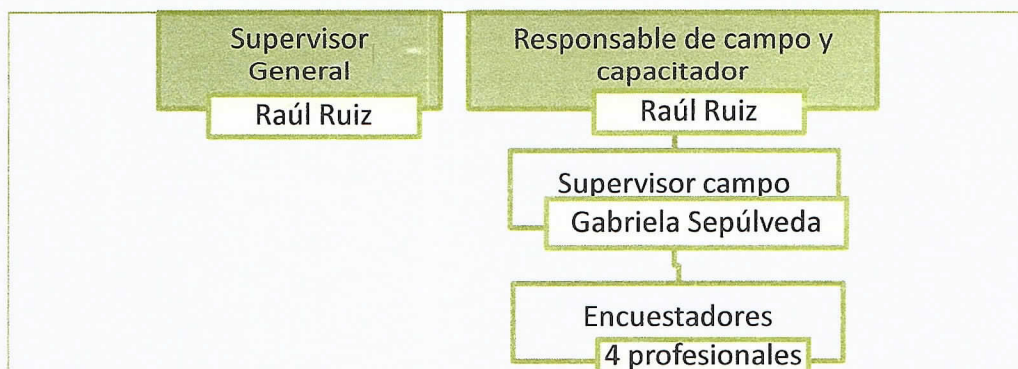 Supervisor
General
Raúl Ruiz
Responsable de campo y
capacitador
Raúl Ruiz
Supervisor campo
Gabriela Sepúlveda
Encuestadores
4 profesionales